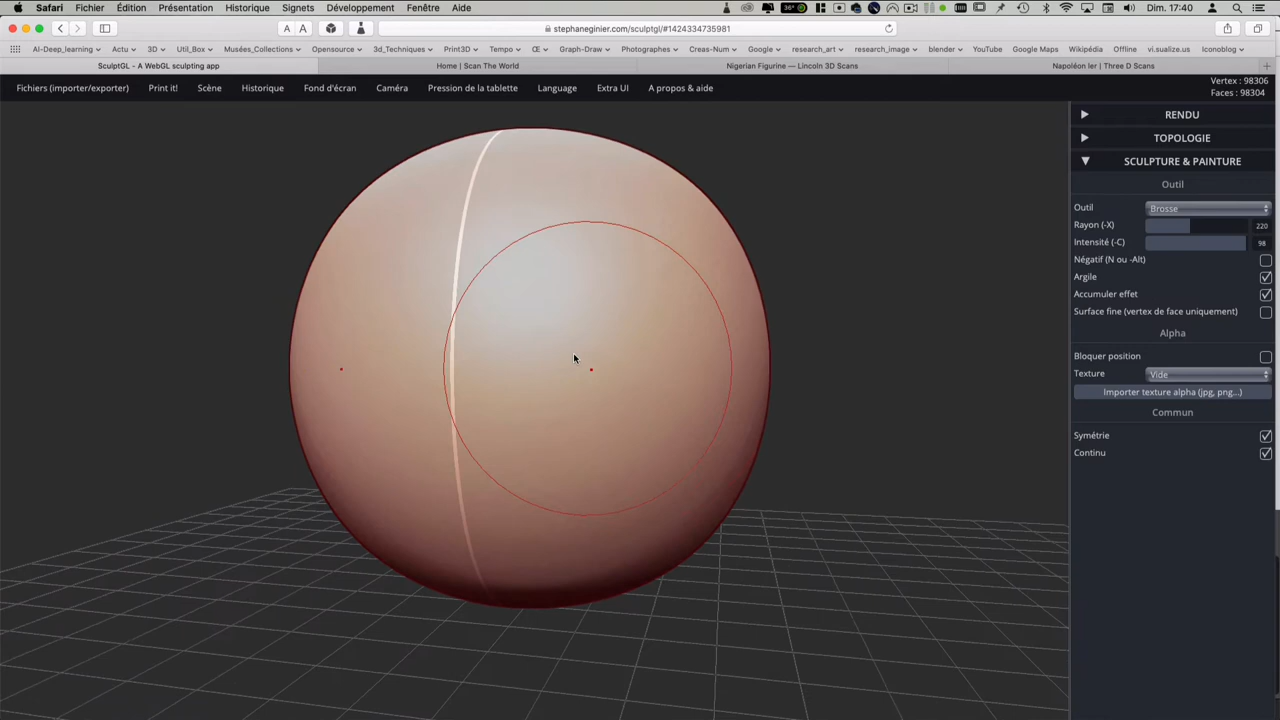 Safari Fichier Édition Présentation Historique Signets Développement Fenêtre Aide 36° Dim. 17:40
A A stephaneginier.com/sculptgl/#1424334735981
AI-Deep_learning Actu 3D Util_Box Musées_Collections Opensource 3d_Techniques Print3D Tempo Œ Graph-Draw Photographes Creas-Num Google research_art research_image blender YouTube Google Maps Wikipédia Offline vi.sualize.us Iconoblog
SculptGL - A WebGL sculpting app Home | Scan The World Nigerian Figurine — Lincoln 3D Scans Napoléon Ier | Three D Scans
Fichiers (importer/exporter) Print it! Scène Historique Fond d'écran Caméra Pression de la tablette Language Extra UI A propos & aide
Vertex : 98306
Faces : 98304
RENDU
TOPOLOGIE
SCULPTURE & PAINTURE
Outil
Outil Brosse
Rayon (-X) 220
Intensité (-C) 98
Négatif (N ou -Alt)
Argile
Accumuler effet
Surface fine (vertex de face uniquement)
Alpha
Bloquer position
Texture Vide
Importer texture alpha (jpg, png...)
Commun
Symétrie
Continu